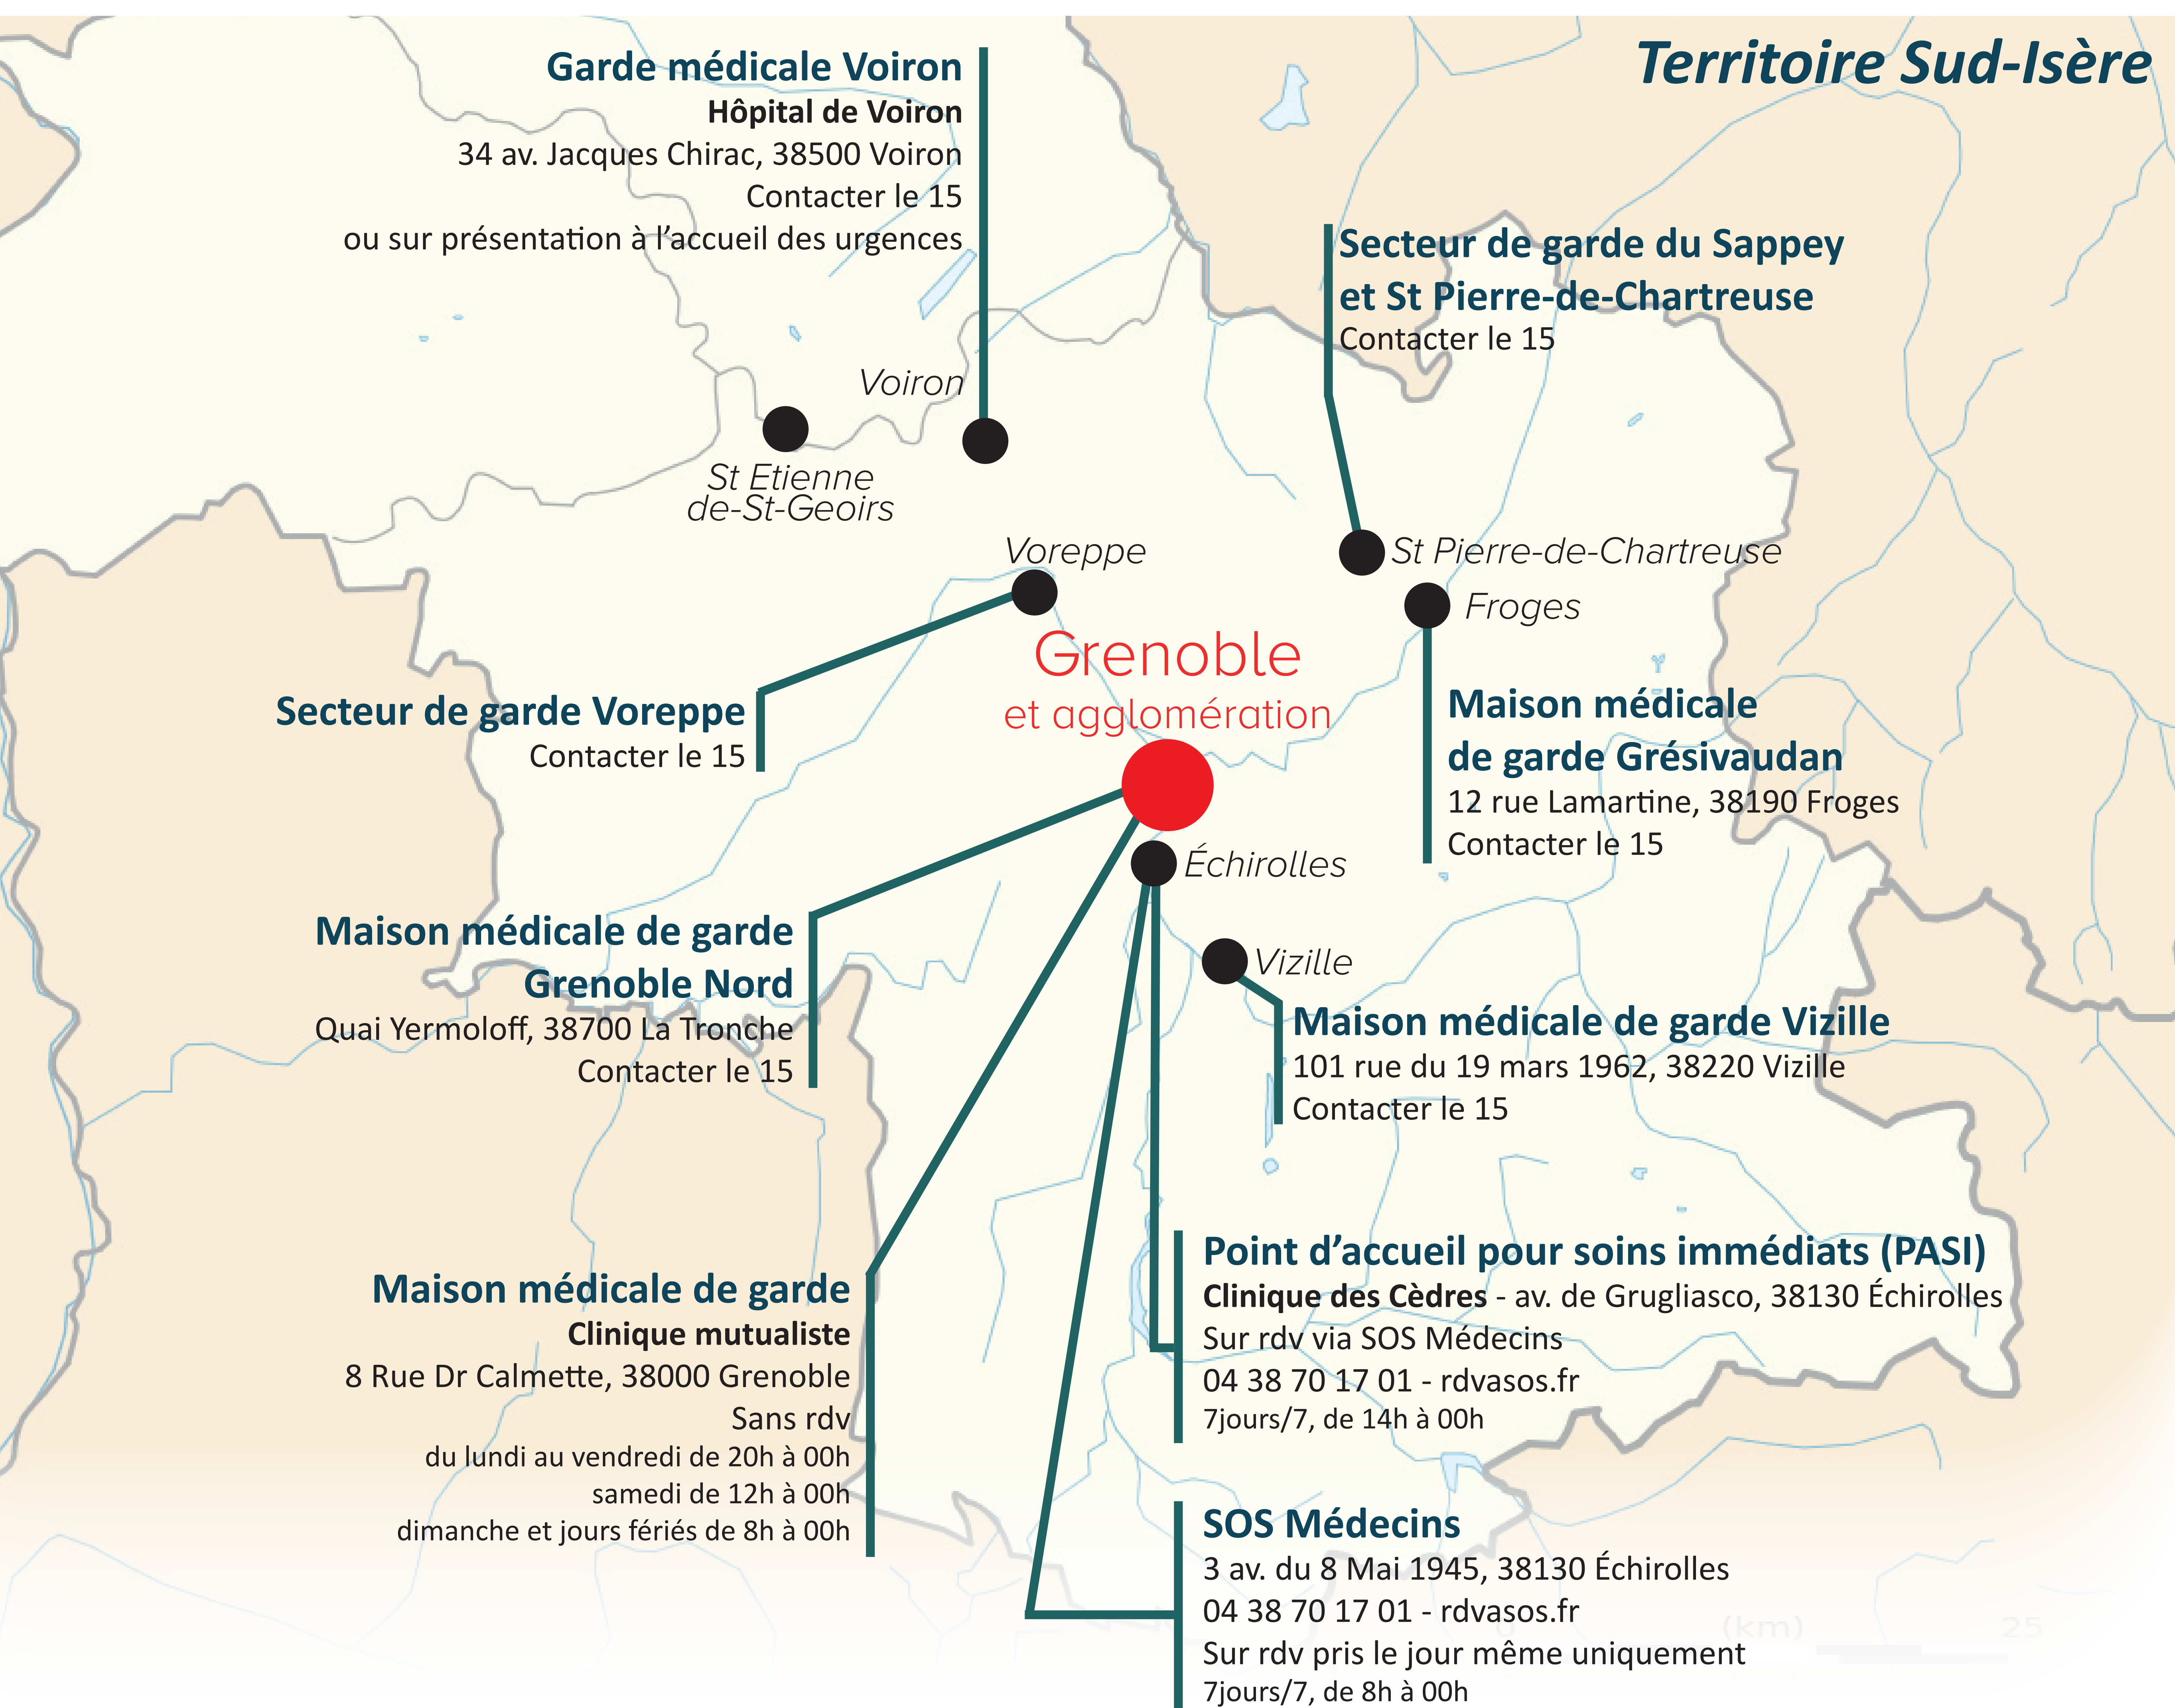 Territoire Sud-Isère
Garde médicale Voiron
Hôpital de Voiron
34 av. Jacques Chirac, 38500 Voiron
Contacter le 15
ou sur présentation à l’accueil des urgences
Secteur de garde du Sappey
et St Pierre-de-Chartreuse
Contacter le 15
Voiron
St Etienne
de-St-Geoirs
Voreppe
St Pierre-de-Chartreuse
Froges
Grenoble
et agglomération
Secteur de garde Voreppe
Contacter le 15
Maison médicale
de garde Grésivaudan
12 rue Lamartine, 38190 Froges
Contacter le 15
Échirolles
Maison médicale de garde
Grenoble Nord
Quai Yermoloff, 38700 La Tronche
Contacter le 15
Vizille
Maison médicale de garde Vizille
101 rue du 19 mars 1962, 38220 Vizille
Contacter le 15
Maison médicale de garde
Clinique mutualiste
8 Rue Dr Calmette, 38000 Grenoble
Sans rdv
du lundi au vendredi de 20h à 00h
samedi de 12h à 00h
dimanche et jours fériés de 8h à 00h
Point d’accueil pour soins immédiats (PASI)
Clinique des Cèdres - av. de Grugliasco, 38130 Échirolles
Sur rdv via SOS Médecins
04 38 70 17 01 - rdvasos.fr
7jours/7, de 14h à 00h
SOS Médecins
3 av. du 8 Mai 1945, 38130 Échirolles
04 38 70 17 01 - rdvasos.fr
Sur rdv pris le jour même uniquement
7jours/7, de 8h à 00h
0 (km) 25